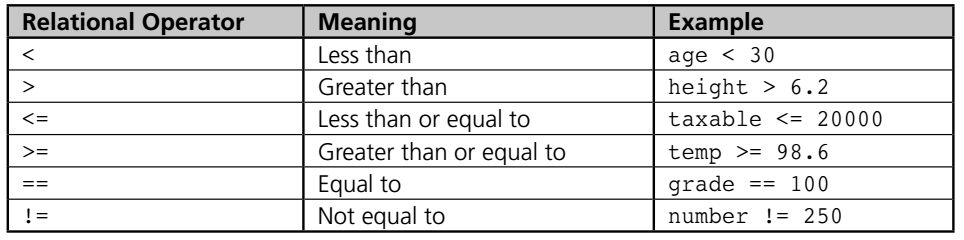 Relational Operator Meaning Example
< Less than age < 30
> Greater than height > 6.2
<= Less than or equal to taxable <= 20000
>= Greater than or equal to temp >= 98.6
== Equal to grade == 100
!= Not equal to number != 250